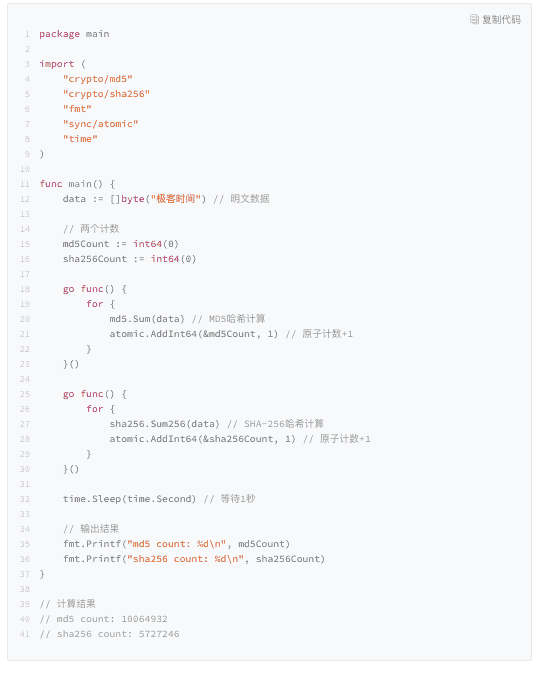 复制代码
1 package main
2
3 import (
4     "crypto/md5"
5     "crypto/sha256"
6     "fmt"
7     "sync/atomic"
8     "time"
9 )
10
11 func main() {
12     data := []byte("极客时间") // 明文数据
13
14     // 两个计数
15     md5Count := int64(0)
16     sha256Count := int64(0)
17
18     go func() {
19         for {
20             md5.Sum(data) // MD5哈希计算
21             atomic.AddInt64(&md5Count, 1) // 原子计数+1
22         }
23     }()
24
25     go func() {
26         for {
27             sha256.Sum256(data) // SHA-256哈希计算
28             atomic.AddInt64(&sha256Count, 1) // 原子计数+1
29         }
30     }()
31
32     time.Sleep(time.Second) // 等待1秒
33
34     // 输出结果
35     fmt.Printf("md5 count: %d\n", md5Count)
36     fmt.Printf("sha256 count: %d\n", sha256Count)
37 }
38
39 // 计算结果
40 // md5 count: 10064932
41 // sha256 count: 5727246